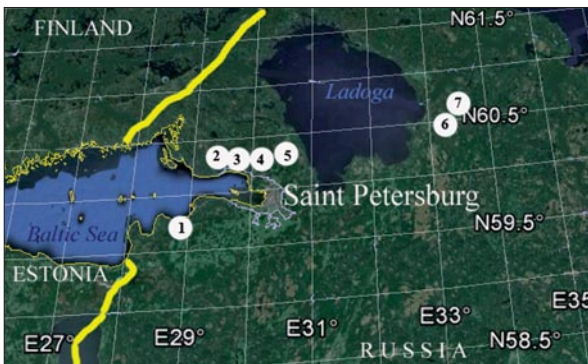 FINLAND
N61.5°
Ladoga
7
N60.5°
6
2 3 4 5
Saint Petersburg
1
N59.5°
Baltic Sea
ESTONIA
E27° E29° E31° E33° E35
RUSSIA
N58.5°